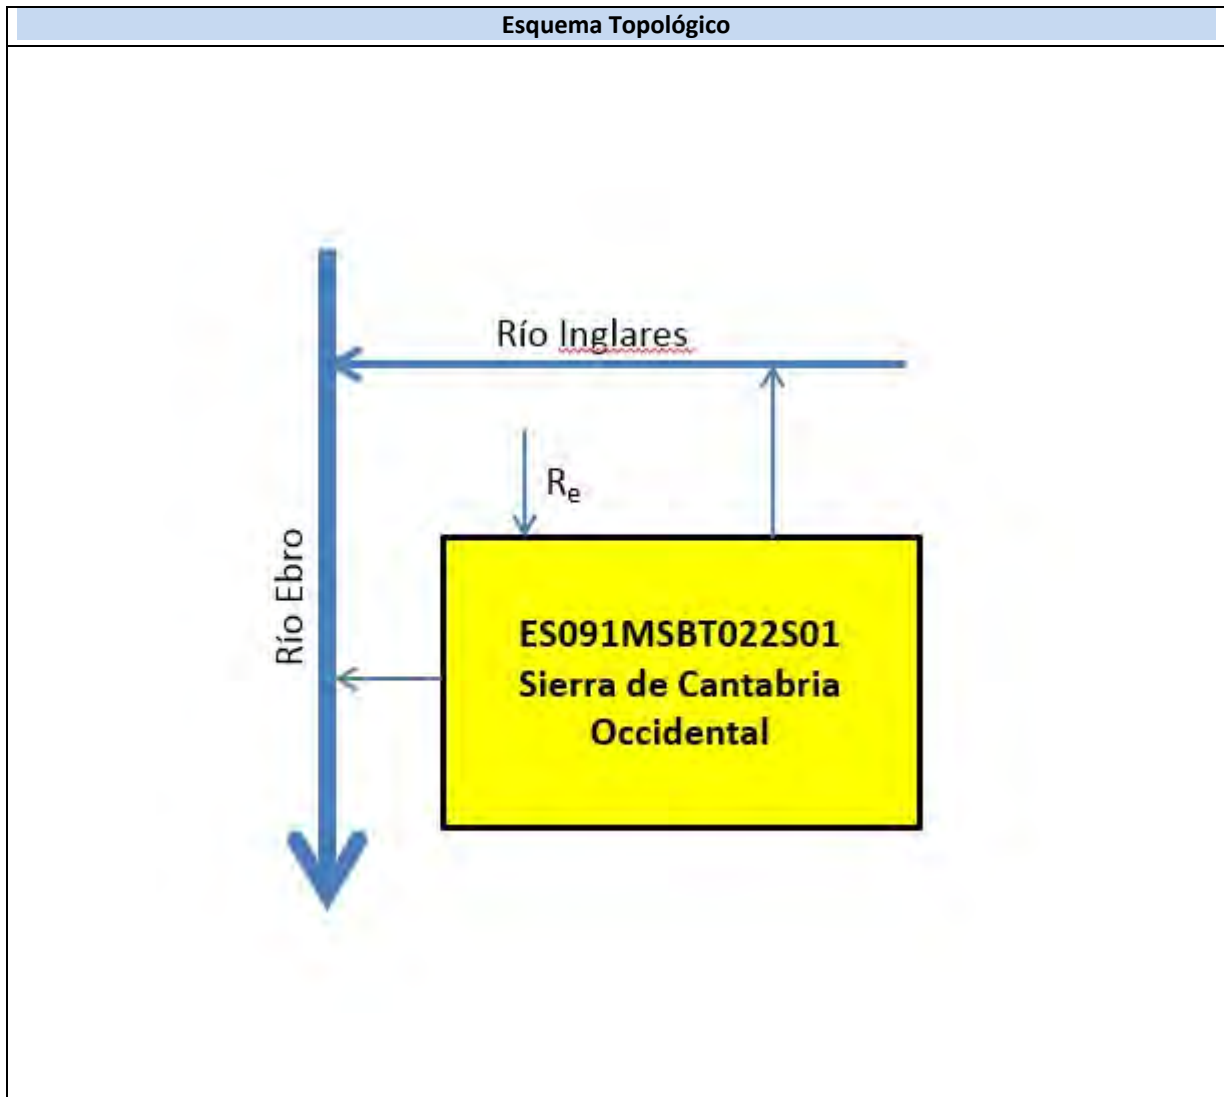 Esquema Topológico
Río Inglares
Re
Río Ebro
ES091MSBT022S01
Sierra de Cantabria
Occidental